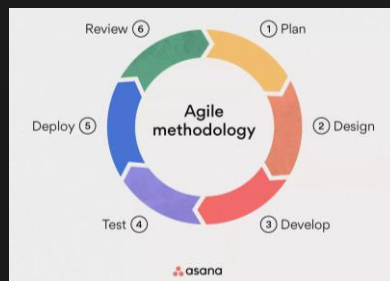 Review 6
1 Plan
Agile
methodology
Deploy 5
2 Design
Test 4
3 Develop
asana